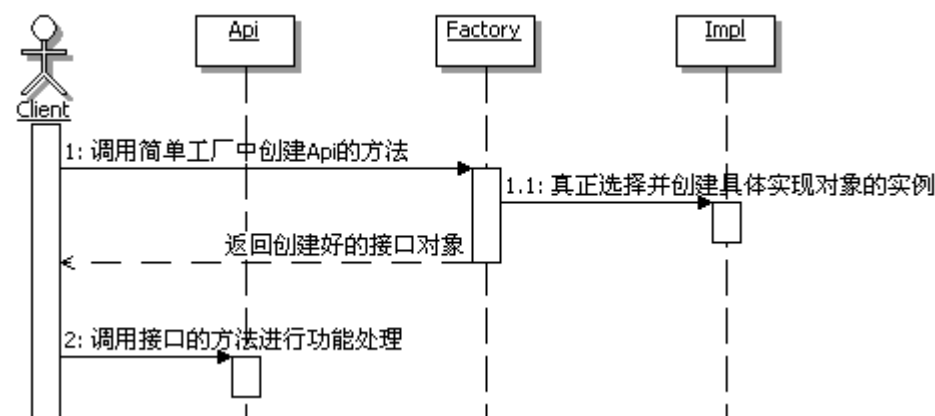 Api
Factory
Impl
Client
1: 调用简单工厂中创建Api的方法
1.1: 真正选择并创建具体实现对象的实例
返回创建好的接口对象
2: 调用接口的方法进行功能处理